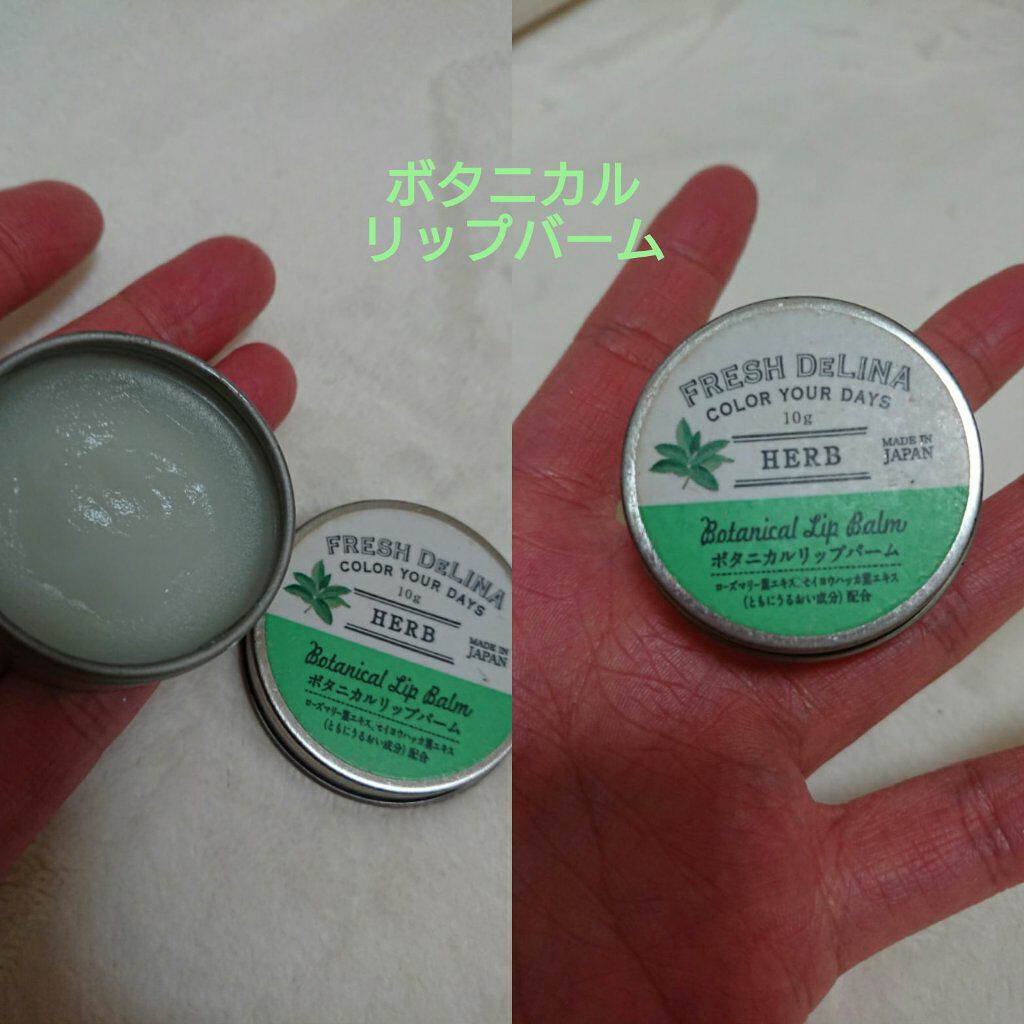 ボタニカル
リップバーム
FRESH DELINA
COLOR YOUR DAYS
10g
HERB
MADE IN
JAPAN
Botanical Lip Balm
ボタニカルリップバーム
ローズマリー葉エキス、セイヨウハッカ葉エキス
(ともにうるおい成分)配合
FRESH DELINA
COLOR YOUR DAYS
10g
HERB
MADE IN
JAPAN
Botanical Lip Balm
ボタニカルリップバーム
ローズマリー葉エキス、セイヨウハッカ葉エキス
(ともにうるおい成分)配合